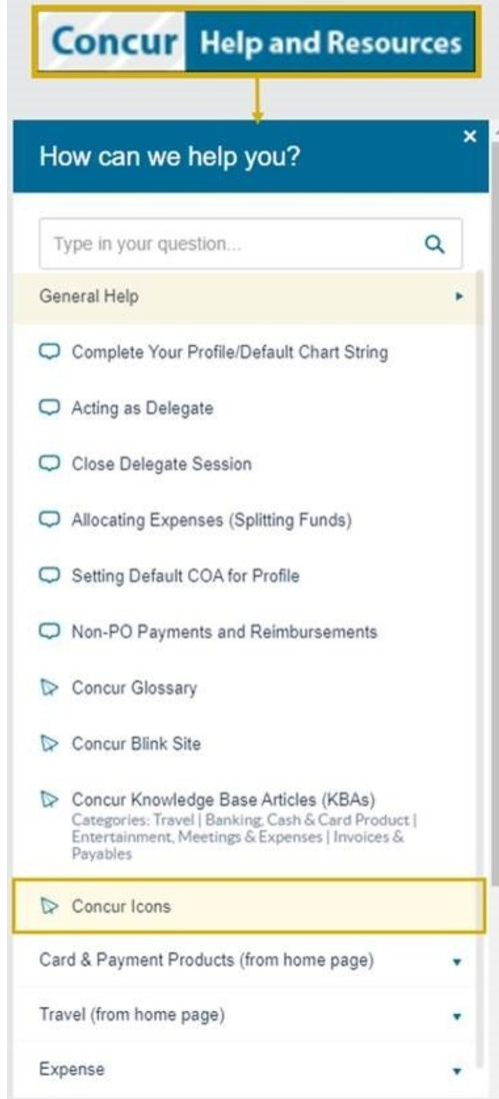 Concur Help and Resources
How can we help you?
Type in your question...
General Help
Complete Your Profile/Default Chart String
Acting as Delegate
Close Delegate Session
Allocating Expenses (Splitting Funds)
Setting Default COA for Profile
Non-PO Payments and Reimbursements
Concur Glossary
Concur Blink Site
Concur Knowledge Base Articles (KBAs)
Categories: Travel | Banking, Cash & Card Product |
Entertainment, Meetings & Expenses | Invoices &
Payables
Concur Icons
Card & Payment Products (from home page)
Travel (from home page)
Expense